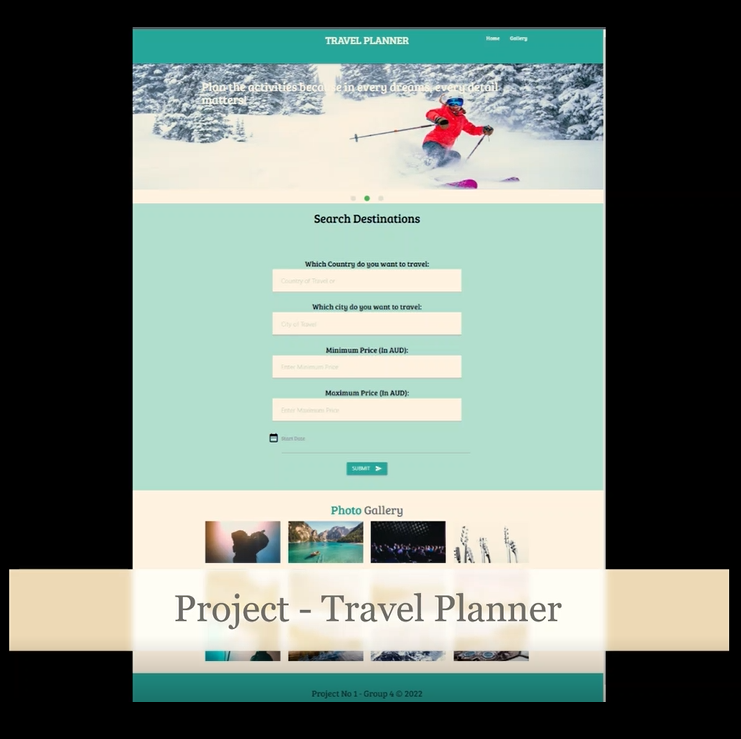 TRAVEL PLANNER
Home Gallery
Plan the activities because in every dreams, every detail
matters!
Search Destinations
Which Country do you want to travel:
Country of Travel in
Which city do you want to travel:
City of Travel
Minimum Price (In AUD):
Enter Minimum Price
Maximum Price (In AUD):
Enter Maximum Price
Start Date
SUBMIT
Photo Gallery
Project - Travel Planner
Project No 1 - Group 4 © 2022